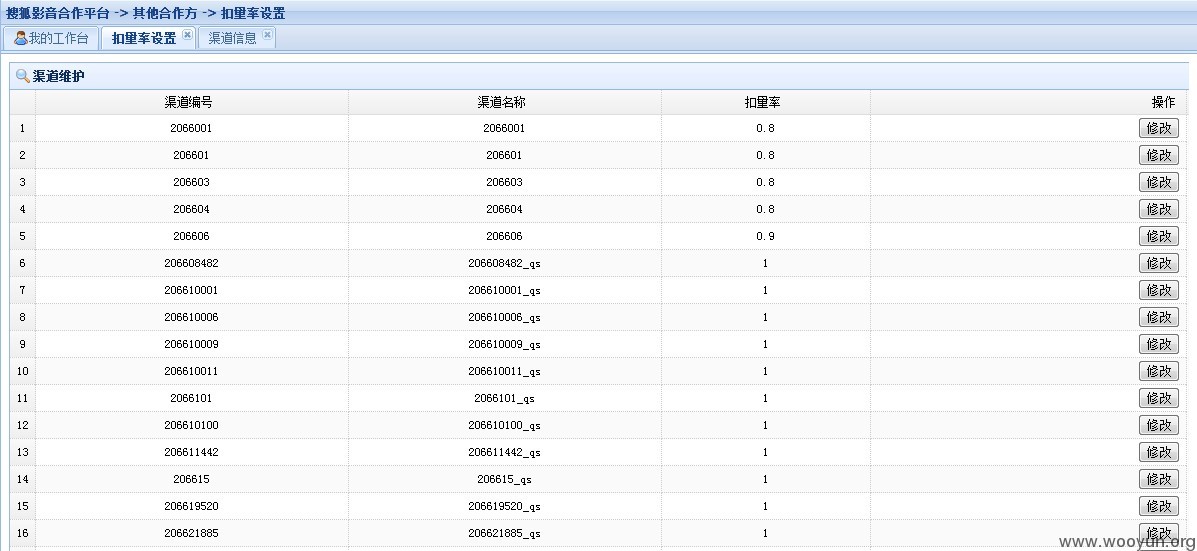 搜狐影音合作平台 -> 其他合作方 -> 扣量率设置
我的工作台 扣量率设置 渠道信息
渠道维护
渠道编号 渠道名称 扣量率 操作
1 2066001 2066001 0.8 修改
2 206601 206601 0.8 修改
3 206603 206603 0.8 修改
4 206604 206604 0.8 修改
5 206606 206606 0.9 修改
6 206608482 206608482_qs 1 修改
7 206610001 206610001_qs 1 修改
8 206610006 206610006_qs 1 修改
9 206610009 206610009_qs 1 修改
10 206610011 206610011_qs 1 修改
11 2066101 2066101_qs 1 修改
12 206610100 206610100_qs 1 修改
13 206611442 206611442_qs 1 修改
14 206615 206615_qs 1 修改
15 206619520 206619520_qs 1 修改
16 206621885 206621885_qs 1 修改
www.wooyun.org